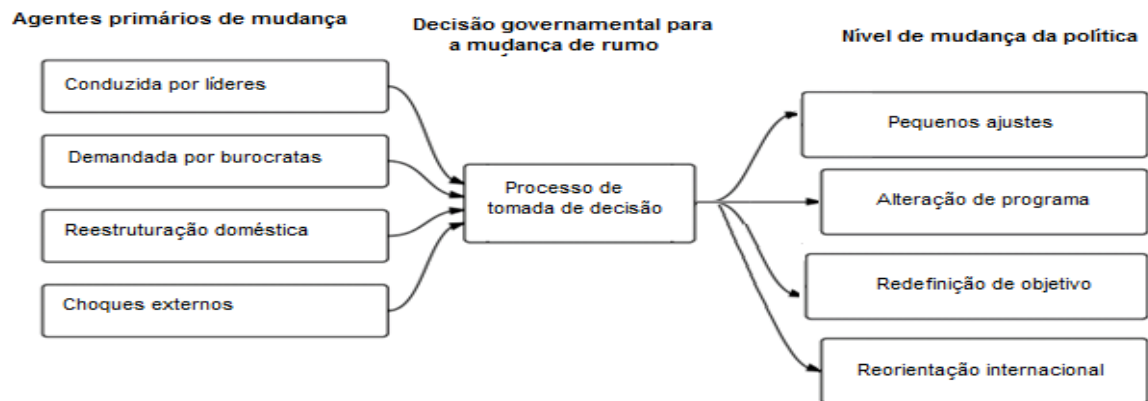 Agentes primários de mudança
Conduzida por líderes
Demandada por burocratas
Reestruturação doméstica
Choques externos
Decisão governamental para
a mudança de rumo
Processo de
tomada de decisão
Nível de mudança da política
Pequenos ajustes
Alteração de programa
Redefinição de objetivo
Reorientação internacional